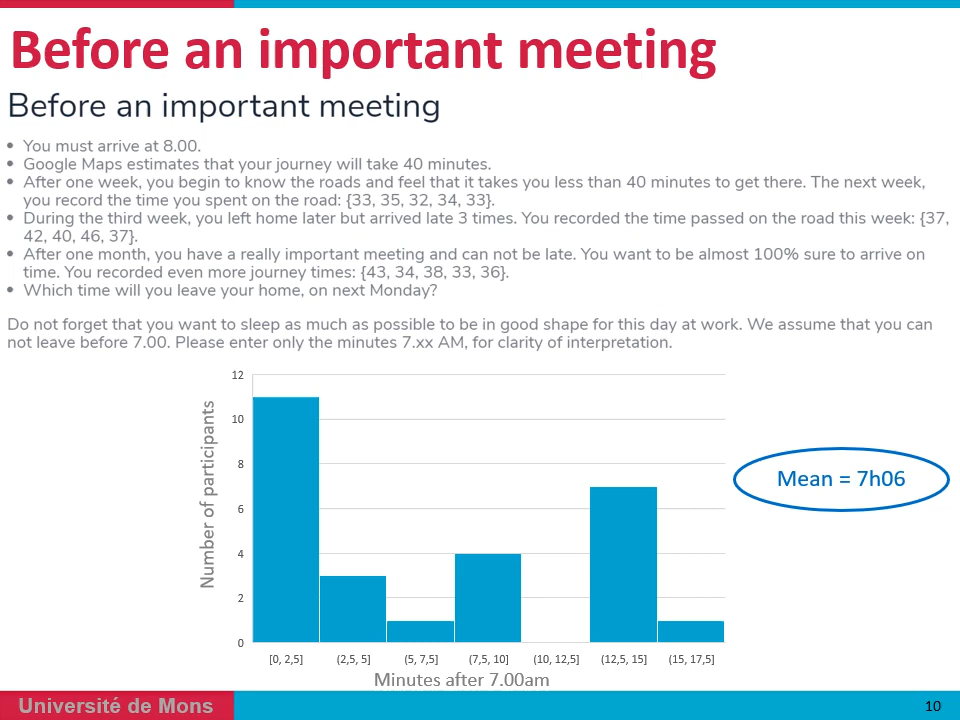 Before an important meeting
Before an important meeting
• You must arrive at 8.00.
• Google Maps estimates that your journey will take 40 minutes.
• After one week, you begin to know the roads and feel that it takes you less than 40 minutes to get there. The next week,
you record the time you spent on the road: {33, 35, 32, 34, 33}.
• During the third week, you left home later but arrived late 3 times. You recorded the time passed on the road this week: {37,
42, 40, 46, 37}.
• After one month, you have a really important meeting and can not be late. You want to be almost 100% sure to arrive on
time. You recorded even more journey times: {43, 34, 38, 33, 36}.
• Which time will you leave your home, on next Monday?
Do not forget that you want to sleep as much as possible to be in good shape for this day at work. We assume that you can
not leave before 7.00. Please enter only the minutes 7.xx AM, for clarity of interpretation.
12
10
8
6
4
2
0
Number of participants
[0, 2,5] (2,5, 5] (5, 7,5] (7,5, 10] (10, 12,5] (12,5, 15] (15, 17,5]
Minutes after 7.00am
Mean = 7h06
Université de Mons
10